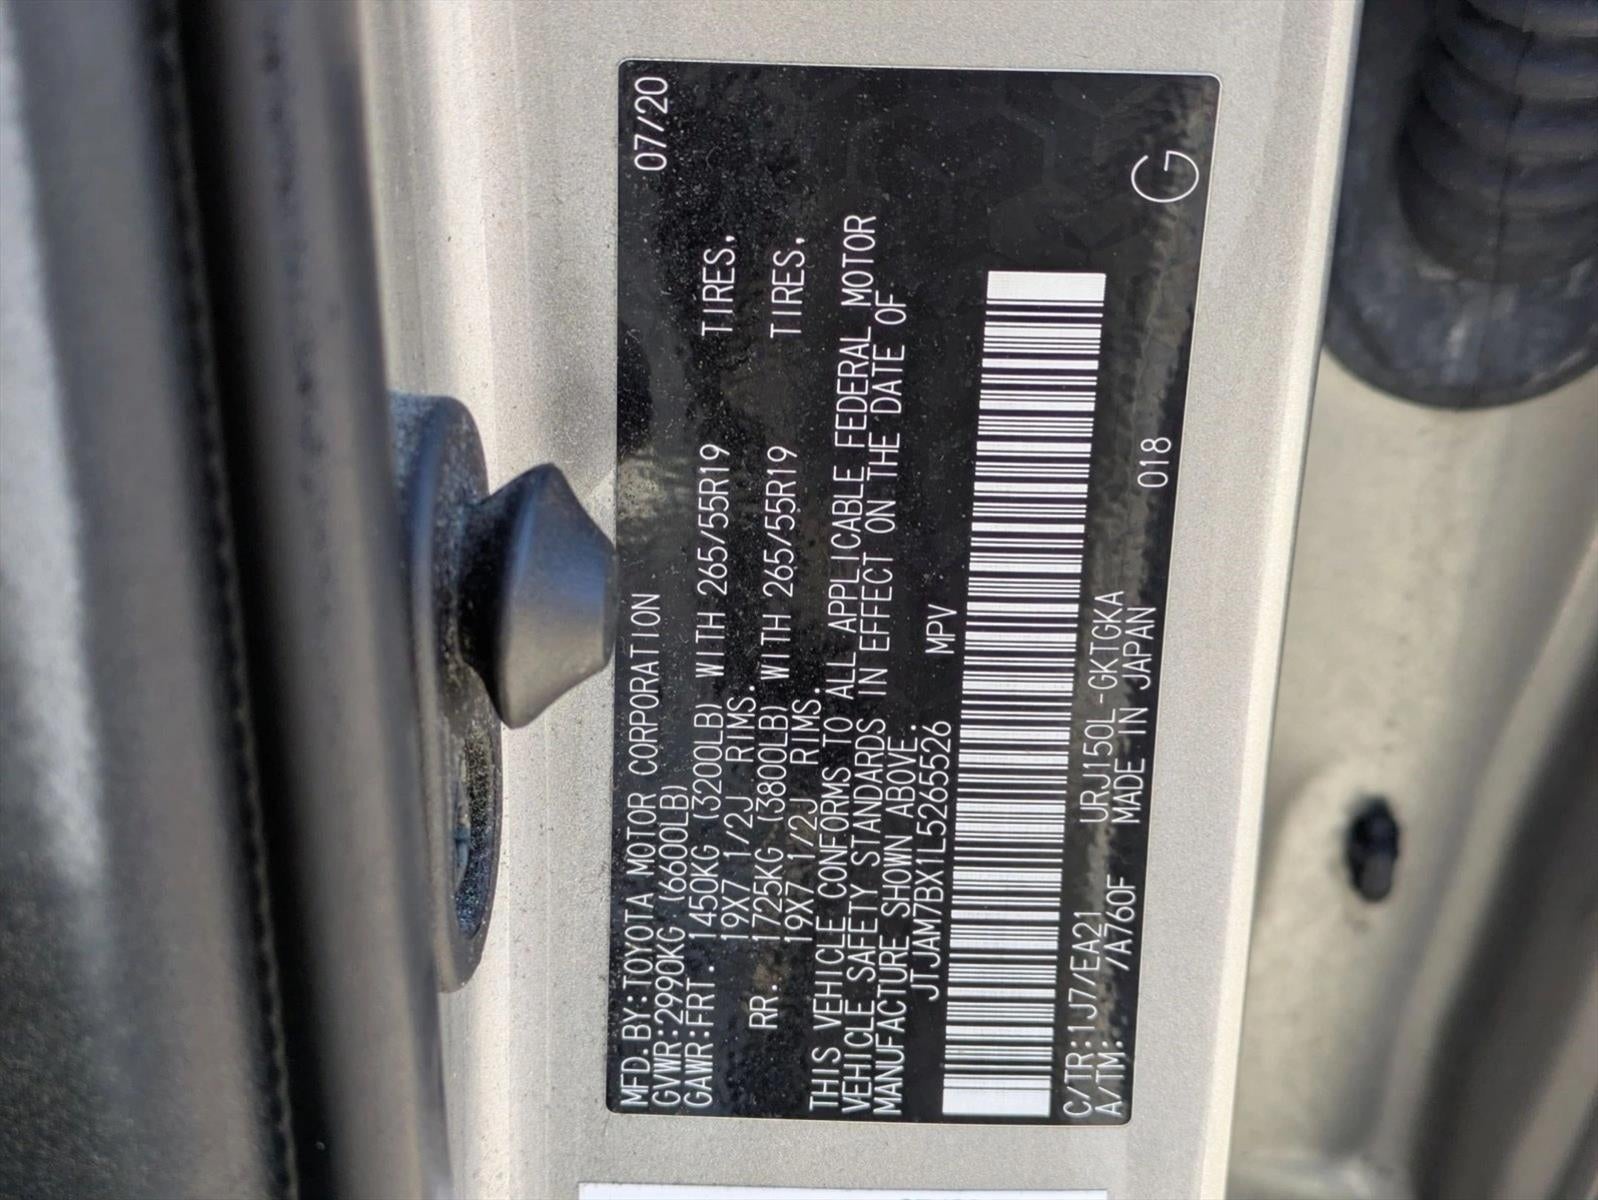 MFD.BY:TOYOTA MOTOR CORPORATION 07/20
GVWR:2990KG (6600LB)
GAWR:FRT. 1450KG (3200LB) WITH 265/55R19 TIRES,
19X7 1/2J RIMS.
RR. 1725KG (3800LB) WITH 265/55R19 TIRES,
19X7 1/2J RIMS.
THIS VEHICLE CONFORMS TO ALL APPLICABLE FEDERAL MOTOR
VEHICLE SAFETY STANDARDS IN EFFECT ON THE DATE OF
MANUFACTURE SHOWN ABOVE.
JTJAM7BX1L5265526 MPV
C/TR:1J7/EA21 URJ150L-GKTGKA
A/TM: /A760F MADE IN JAPAN 018
G